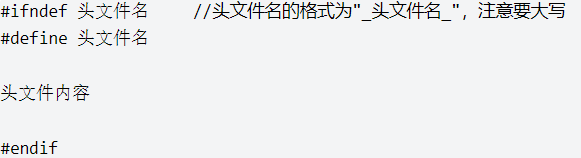 #ifndef 头文件名     //头文件名的格式为"_头文件名_"，注意要大写
#define 头文件名
头文件内容
#endif